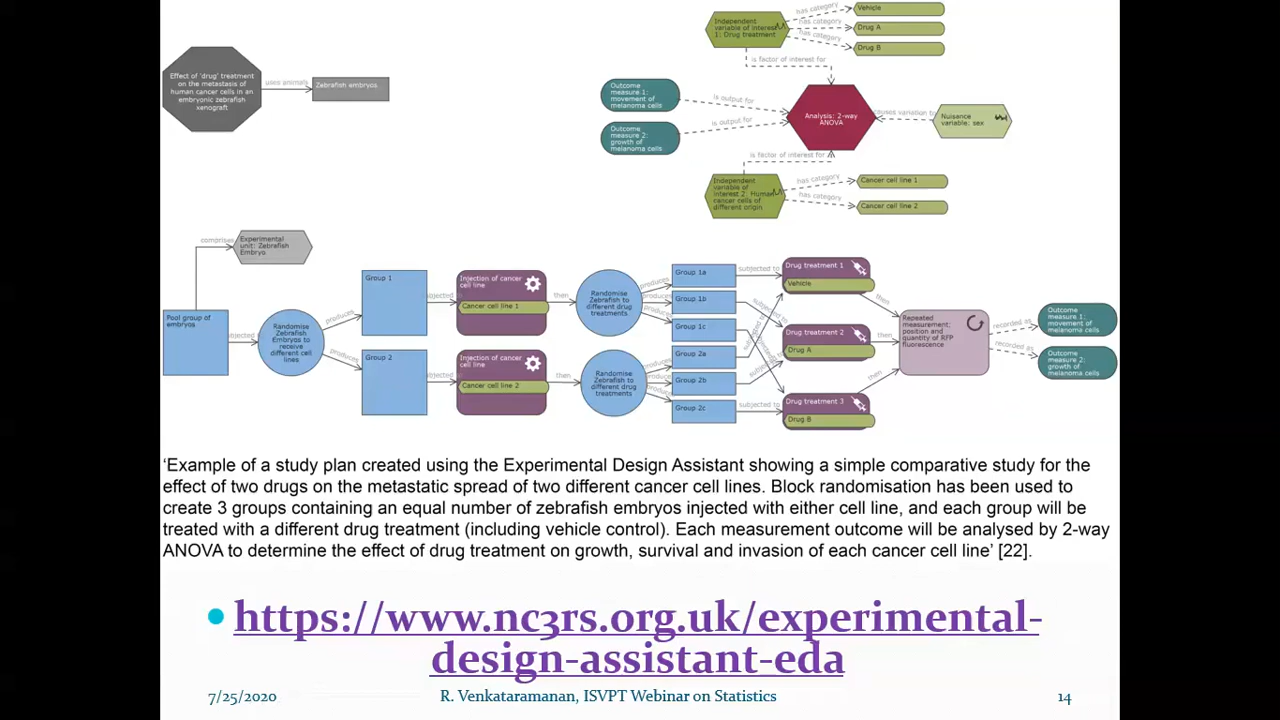 Effect of 'drug' treatment
on the metastasis of
human cancer cells in an
embryonic zebrafish
xenograft
uses animals
Zebrafish embryos
Independent
variable of interest
1: Drug treatment
has category
Vehicle
has category
Drug A
has category
Drug B
is factor of interest for
Outcome
measure 1:
movement of
melanoma cells
is output for
Outcome
measure 2:
growth of
melanoma cells
is output for
Analysis: 2-way
ANOVA
causes variation to
Nuisance
variable: sex
is factor of interest for
Independent
variable of
interest 2: Human
cancer cells of
different origin
has category
Cancer cell line 1
has category
Cancer cell line 2
comprises
Experimental
unit: Zebrafish
Embryo
Pool group of
embryos
subjected
Randomise
Zebrafish
Embryos to
receive
different cell
lines
produces
produces
Group 1
Group 2
subjected
Injection of cancer
cell line
Cancer cell line 1
then
subjected
Injection of cancer
cell line
Cancer cell line 2
then
Randomise
Zebrafish to
different drug
treatments
Randomise
Zebrafish to
different drug
treatments
produces
produces
produces
produces
produces
produces
Group 1a
Group 1b
Group 1c
Group 2a
Group 2b
Group 2c
subjected to
subjected to
Drug treatment 1
Vehicle
Drug treatment 2
Drug A
Drug treatment 3
Drug B
then
then
then
Repeated
measurement:
position and
quantity of RFP
fluorescence
recorded as
recorded as
Outcome
measure 1:
movement of
melanoma cells
Outcome
measure 2:
growth of
melanoma cells
‘Example of a study plan created using the Experimental Design Assistant showing a simple comparative study for the
effect of two drugs on the metastatic spread of two different cancer cell lines. Block randomisation has been used to
create 3 groups containing an equal number of zebrafish embryos injected with either cell line, and each group will be
treated with a different drug treatment (including vehicle control). Each measurement outcome will be analysed by 2-way
ANOVA to determine the effect of drug treatment on growth, survival and invasion of each cancer cell line’ [22].
• https://www.nc3rs.org.uk/experimental-
design-assistant-eda
7/25/2020
R. Venkataramanan, ISVPT Webinar on Statistics
14